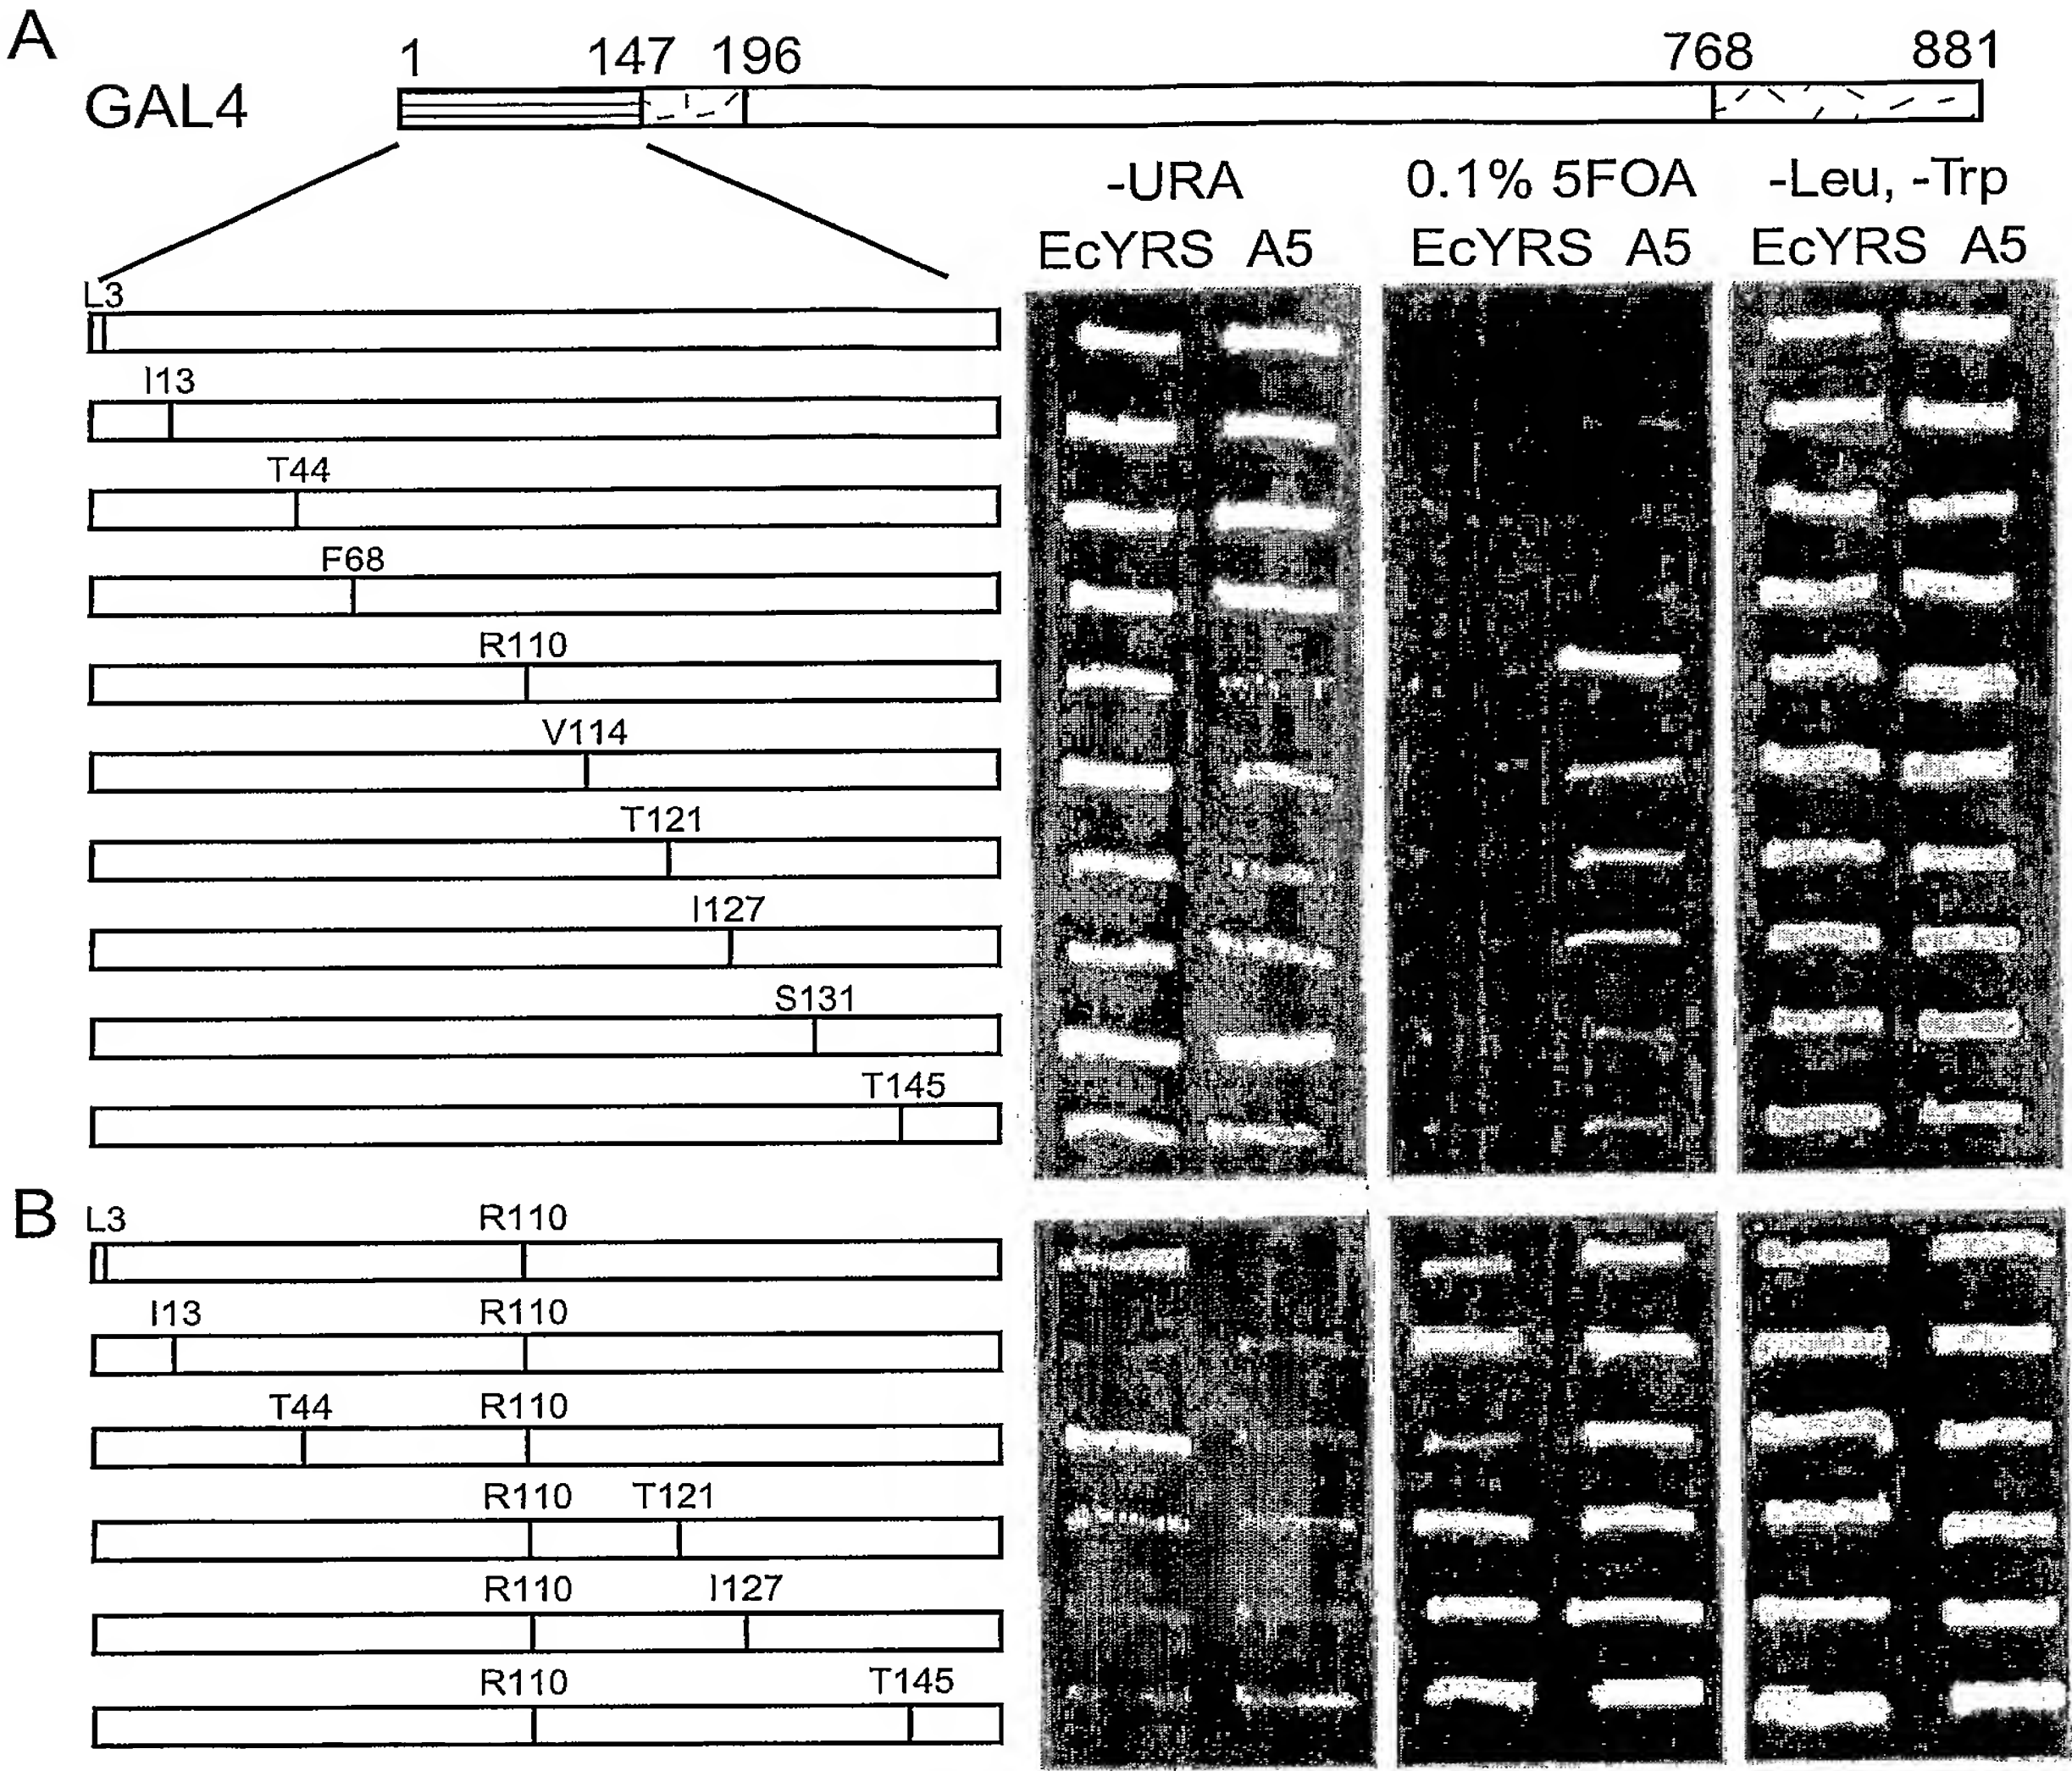 A
1 147 196 768 881
GAL4
-URA 0.1% 5FOA -Leu, -Trp
EcYRS A5 EcYRS A5 EcYRS A5
L3
I13
T44
F68
R110
V114
T121
I127
S131
T145
B
L3 R110
I13 R110
T44 R110
R110 T121
R110 I127
R110 T145